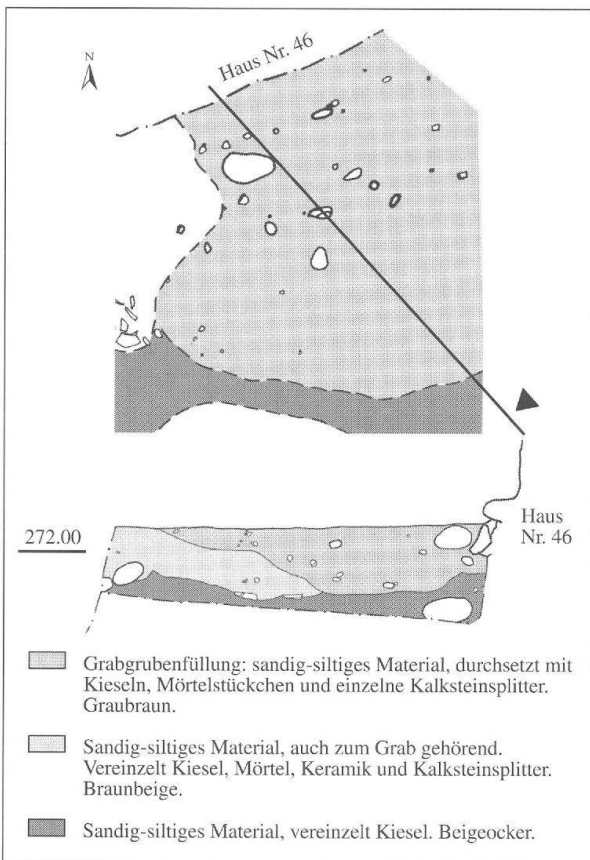 N
Haus Nr. 46
272.00
Haus
Nr. 46
Grabgrubenfüllung: sandig-siltiges Material, durchsetzt mit
Kieseln, Mörtelstückchen und einzelne Kalksteinsplitter.
Graubraun.
Sandig-siltiges Material, auch zum Grab gehörend.
Vereinzelt Kiesel, Mörtel, Keramik und Kalksteinsplitter.
Braunbeige.
Sandig-siltiges Material, vereinzelt Kiesel. Beigeocker.